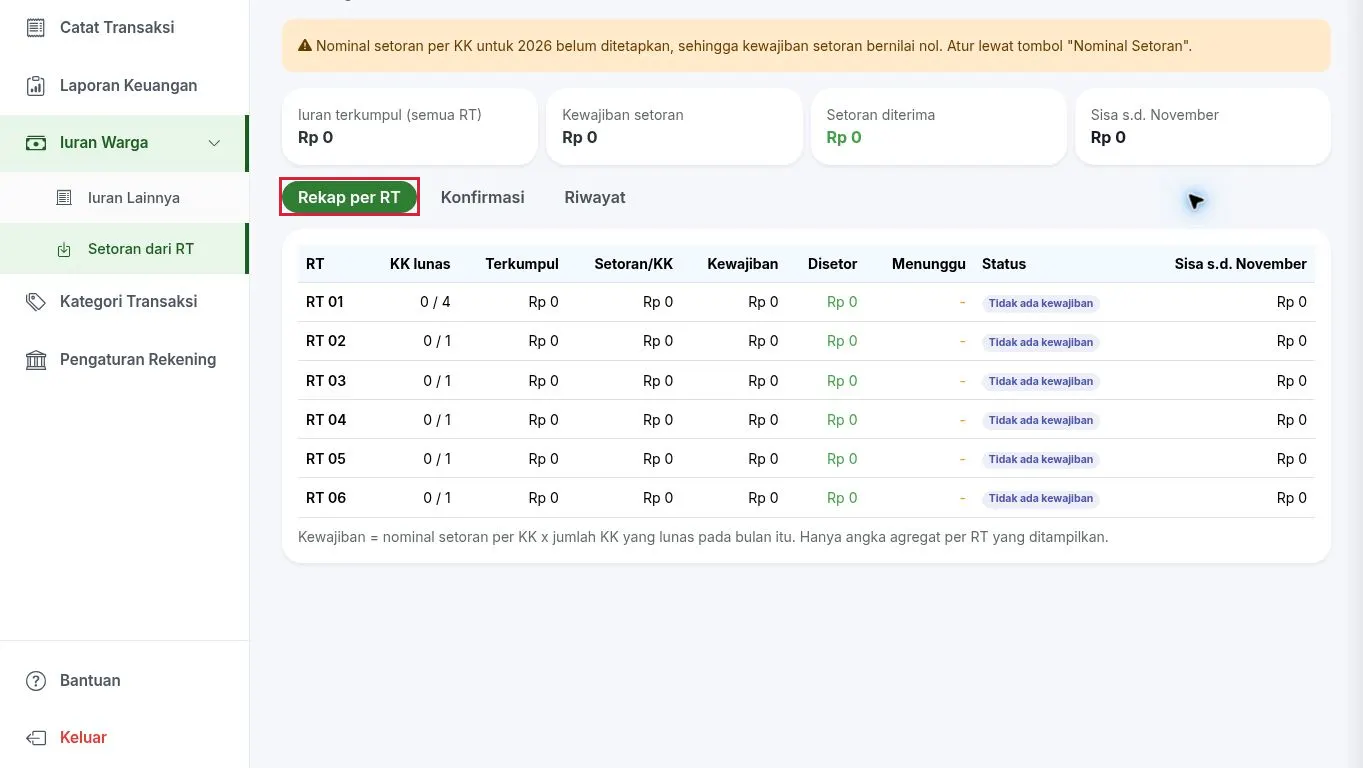 Catat Transaksi
Laporan Keuangan
Iuran Warga
Iuran Lainnya
Setoran dari RT
Kategori Transaksi
Pengaturan Rekening
Bantuan
Keluar
Nominal setoran per KK untuk 2026 belum ditetapkan, sehingga kewajiban setoran bernilai nol. Atur lewat tombol "Nominal Setoran".
Iuran terkumpul (semua RT)
Rp 0
Kewajiban setoran
Rp 0
Setoran diterima
Rp 0
Sisa s.d. November
Rp 0
Rekap per RT Konfirmasi Riwayat
RT KK lunas Terkumpul Setoran/KK Kewajiban Disetor Menunggu Status Sisa s.d. November
RT 01 0 / 4 Rp 0 Rp 0 Rp 0 Rp 0 - Tidak ada kewajiban Rp 0
RT 02 0 / 1 Rp 0 Rp 0 Rp 0 Rp 0 - Tidak ada kewajiban Rp 0
RT 03 0 / 1 Rp 0 Rp 0 Rp 0 Rp 0 - Tidak ada kewajiban Rp 0
RT 04 0 / 1 Rp 0 Rp 0 Rp 0 Rp 0 - Tidak ada kewajiban Rp 0
RT 05 0 / 1 Rp 0 Rp 0 Rp 0 Rp 0 - Tidak ada kewajiban Rp 0
RT 06 0 / 1 Rp 0 Rp 0 Rp 0 Rp 0 - Tidak ada kewajiban Rp 0
Kewajiban = nominal setoran per KK x jumlah KK yang lunas pada bulan itu. Hanya angka agregat per RT yang ditampilkan.